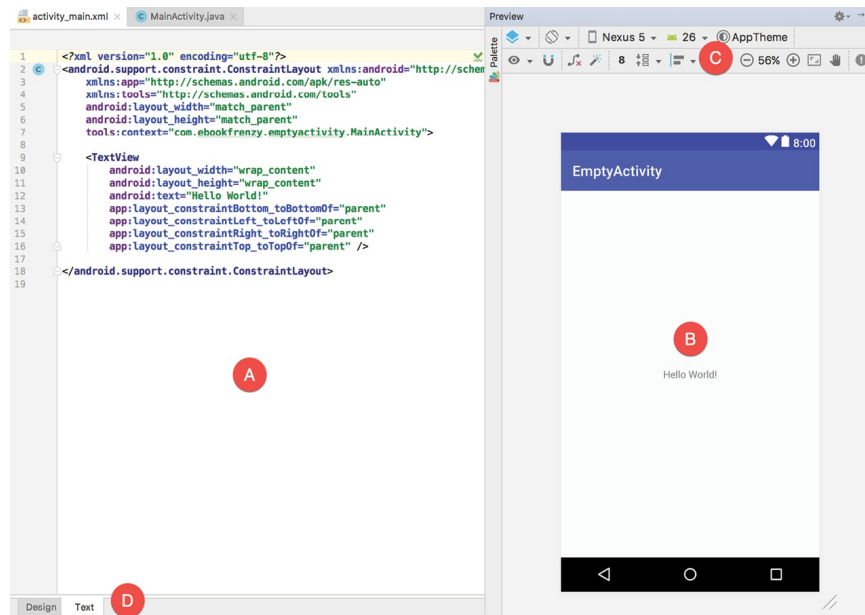 activity_main.xml × C MainActivity.java ×
Preview
Palette
Nexus 5 26 AppTheme
8 C 56%
1 <?xml version="1.0" encoding="utf-8"?>
2 C <android.support.constraint.ConstraintLayout xmlns:android="http://schem
3 xmlns:app="http://schemas.android.com/apk/res-auto"
4 xmlns:tools="http://schemas.android.com/tools"
5 android:layout_width="match_parent"
6 android:layout_height="match_parent"
7 tools:context="com.ebookfrenzy.emptyactivity.MainActivity">
8
9 <TextView
10 android:layout_width="wrap_content"
11 android:layout_height="wrap_content"
12 android:text="Hello World!"
13 app:layout_constraintBottom_toBottomOf="parent"
14 app:layout_constraintLeft_toLeftOf="parent"
15 app:layout_constraintRight_toRightOf="parent"
16 app:layout_constraintTop_toTopOf="parent" />
17
18 </android.support.constraint.ConstraintLayout>
19
A
8:00
EmptyActivity
B
Hello World!
Design Text D